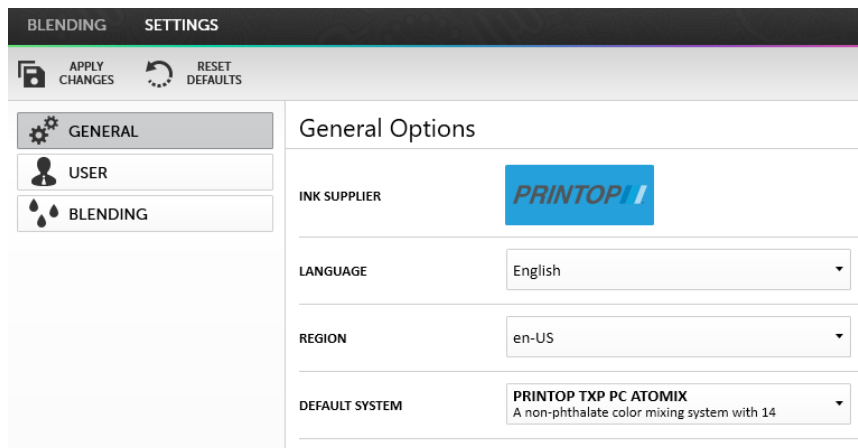 BLENDING SETTINGS
APPLY CHANGES RESET DEFAULTS
GENERAL
USER
BLENDING
General Options
INK SUPPLIER PRINTOP
LANGUAGE English
REGION en-US
DEFAULT SYSTEM PRINTOP TXP PC ATOMIX
A non-phthalate color mixing system with 14